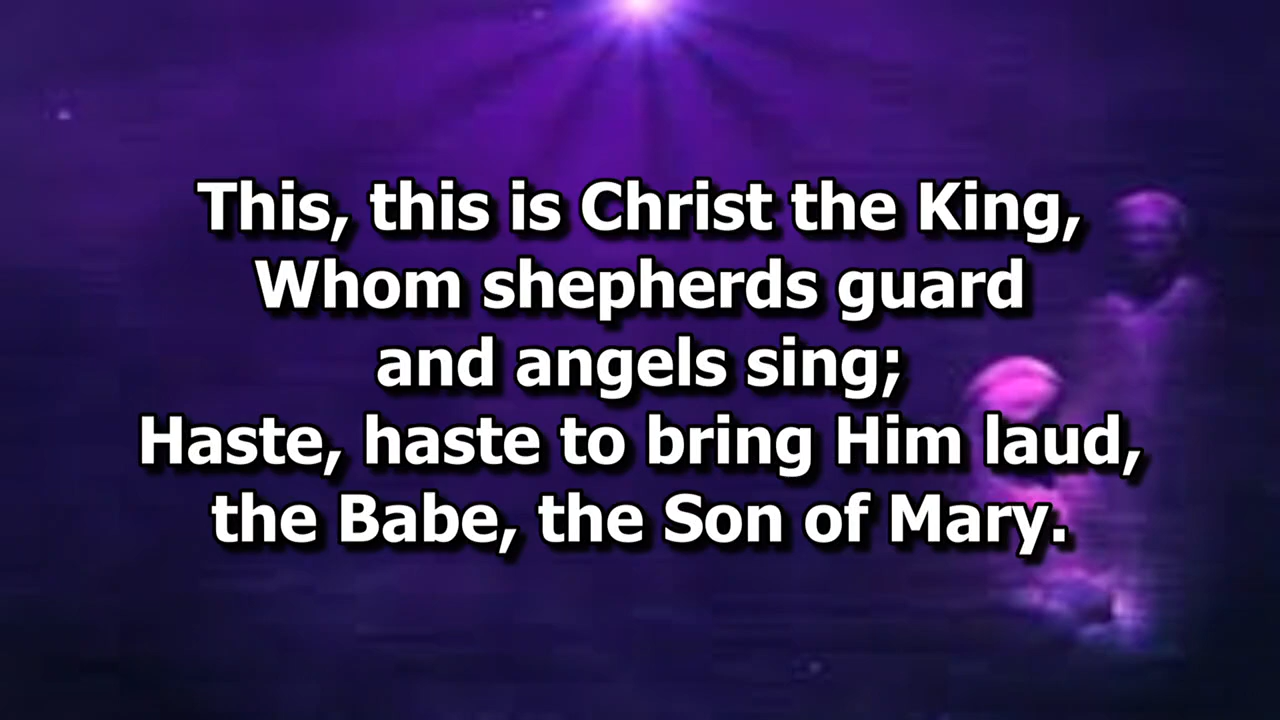 This, this is Christ the King,
Whom shepherds guard
and angels sing;
Haste, haste to bring Him laud,
the Babe, the Son of Mary.